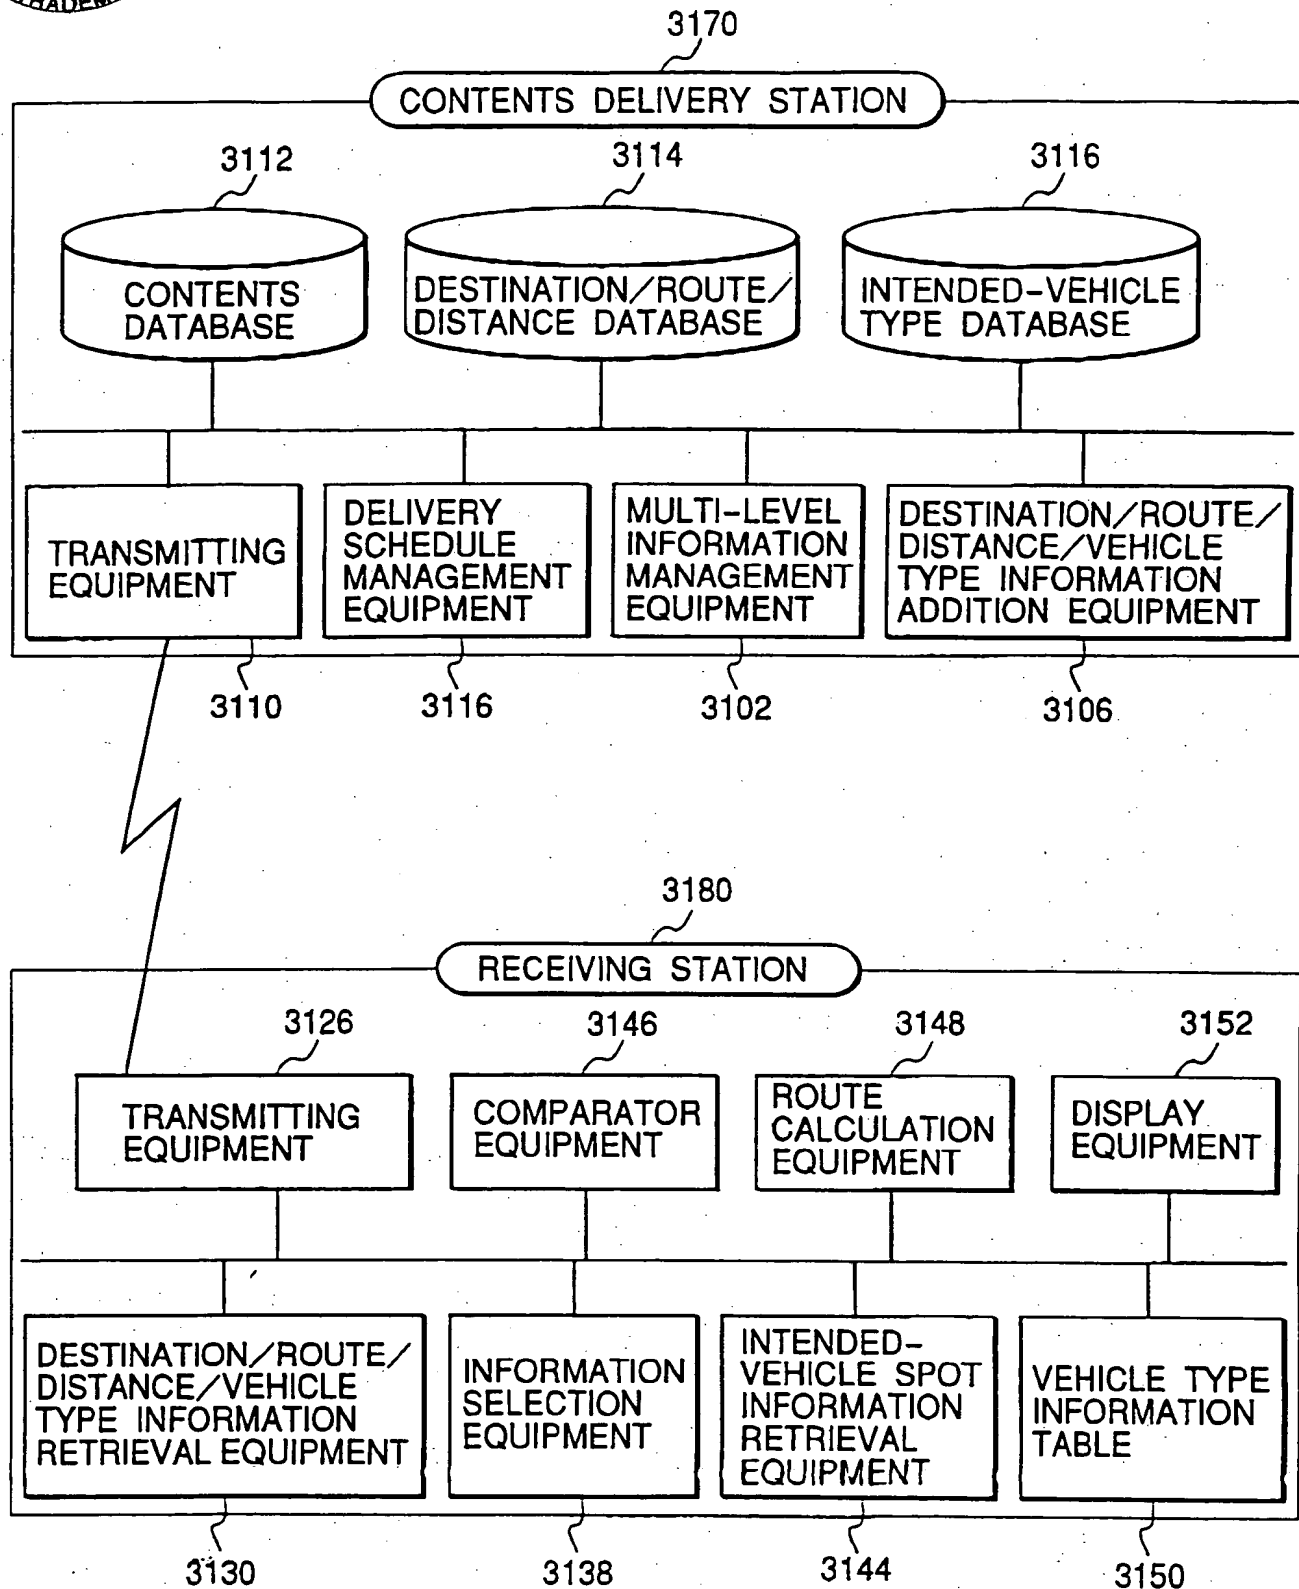 3170
CONTENTS DELIVERY STATION
3112
3114
3116
CONTENTS
DATABASE
DESTINATION/ROUTE/
DISTANCE DATABASE
INTENDED-VEHICLE
TYPE DATABASE
TRANSMITTING
EQUIPMENT
DELIVERY
SCHEDULE
MANAGEMENT
EQUIPMENT
MULTI-LEVEL
INFORMATION
MANAGEMENT
EQUIPMENT
DESTINATION/ROUTE/
DISTANCE/VEHICLE
TYPE INFORMATION
ADDITION EQUIPMENT
3110
3116
3102
3106
3180
RECEIVING STATION
3126
3146
3148
3152
TRANSMITTING
EQUIPMENT
COMPARATOR
EQUIPMENT
ROUTE
CALCULATION
EQUIPMENT
DISPLAY
EQUIPMENT
DESTINATION/ROUTE/
DISTANCE/VEHICLE
TYPE INFORMATION
RETRIEVAL EQUIPMENT
INFORMATION
SELECTION
EQUIPMENT
INTENDED-
VEHICLE SPOT
INFORMATION
RETRIEVAL
EQUIPMENT
VEHICLE TYPE
INFORMATION
TABLE
3130
3138
3144
3150